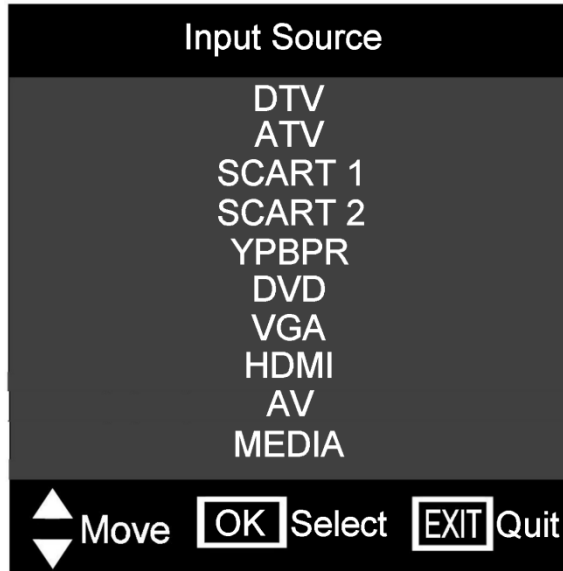 Input Source
DTV
ATV
SCART 1
SCART 2
YPBPR
DVD
VGA
HDMI
AV
MEDIA
Move OK Select EXIT Quit